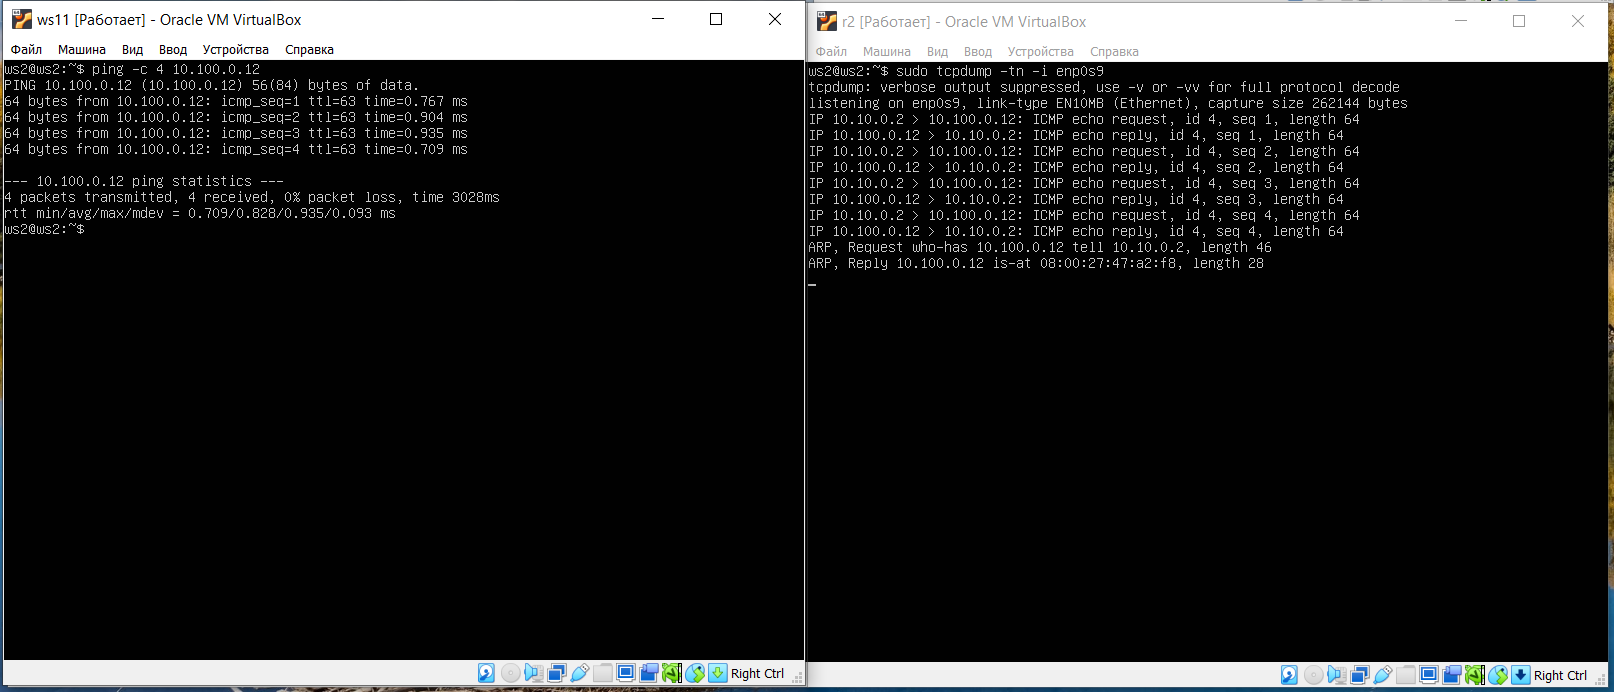 ws11 [Работает] - Oracle VM VirtualBox
Файл Машина Вид Ввод Устройства Справка
ws2@ws2:~$ ping -c 4 10.100.0.12
PING 10.100.0.12 (10.100.0.12) 56(84) bytes of data.
64 bytes from 10.100.0.12: icmp_seq=1 ttl=63 time=0.767 ms
64 bytes from 10.100.0.12: icmp_seq=2 ttl=63 time=0.904 ms
64 bytes from 10.100.0.12: icmp_seq=3 ttl=63 time=0.935 ms
64 bytes from 10.100.0.12: icmp_seq=4 ttl=63 time=0.709 ms
--- 10.100.0.12 ping statistics ---
4 packets transmitted, 4 received, 0% packet loss, time 3028ms
rtt min/avg/max/mdev = 0.709/0.828/0.935/0.093 ms
ws2@ws2:~$
Right Ctrl
r2 [Работает] - Oracle VM VirtualBox
Файл Машина Вид Ввод Устройства Справка
ws2@ws2:~$ sudo tcpdump -tn -i enp0s9
tcpdump: verbose output suppressed, use -v or -vv for full protocol decode
listening on enp0s9, link-type EN10MB (Ethernet), capture size 262144 bytes
IP 10.10.0.2 > 10.100.0.12: ICMP echo request, id 4, seq 1, length 64
IP 10.100.0.12 > 10.10.0.2: ICMP echo reply, id 4, seq 1, length 64
IP 10.10.0.2 > 10.100.0.12: ICMP echo request, id 4, seq 2, length 64
IP 10.100.0.12 > 10.10.0.2: ICMP echo reply, id 4, seq 2, length 64
IP 10.10.0.2 > 10.100.0.12: ICMP echo request, id 4, seq 3, length 64
IP 10.100.0.12 > 10.10.0.2: ICMP echo reply, id 4, seq 3, length 64
IP 10.10.0.2 > 10.100.0.12: ICMP echo request, id 4, seq 4, length 64
IP 10.100.0.12 > 10.10.0.2: ICMP echo reply, id 4, seq 4, length 64
ARP, Request who-has 10.100.0.12 tell 10.10.0.2, length 46
ARP, Reply 10.100.0.12 is-at 08:00:27:47:a2:f8, length 28
Right Ctrl